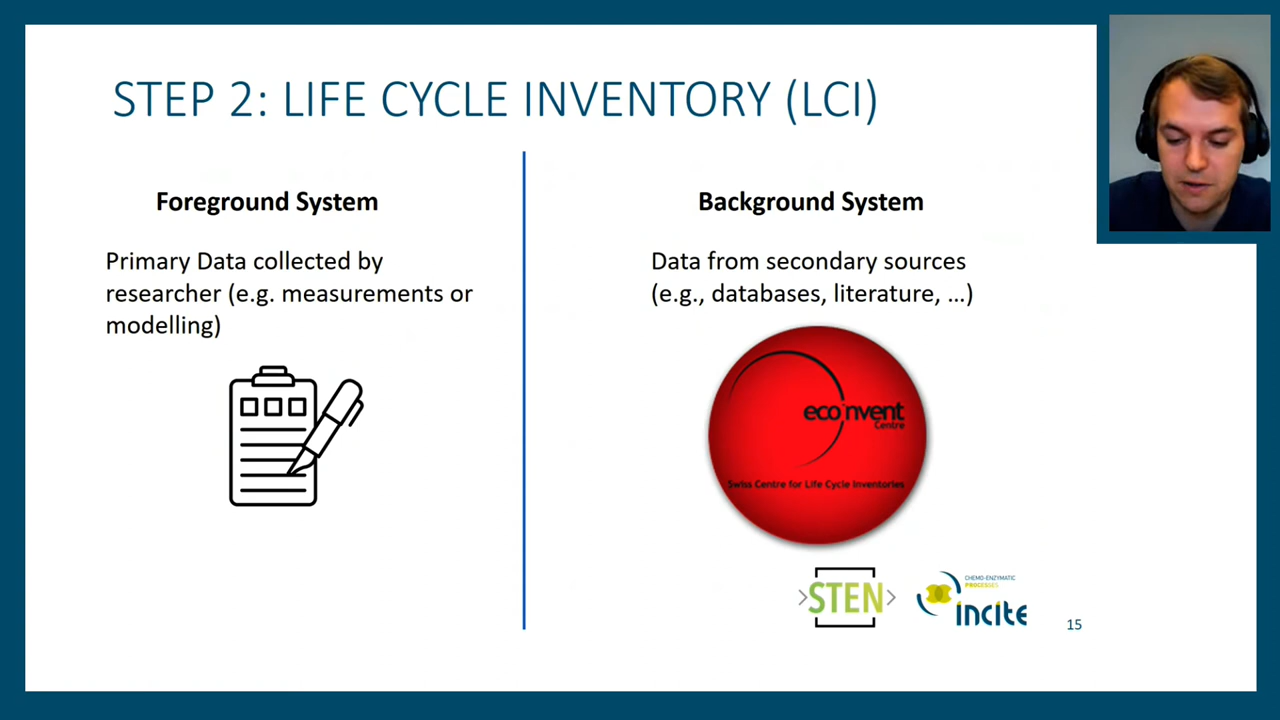 STEP 2: LIFE CYCLE INVENTORY (LCI)
Foreground System
Primary Data collected by
researcher (e.g. measurements or
modelling)
Background System
Data from secondary sources
(e.g., databases, literature, ...)
ecoinvent
Centre
Swiss Centre for Life Cycle Inventories
STEN
CHEMO-ENZYMATIC
PROCESSES
incite
15